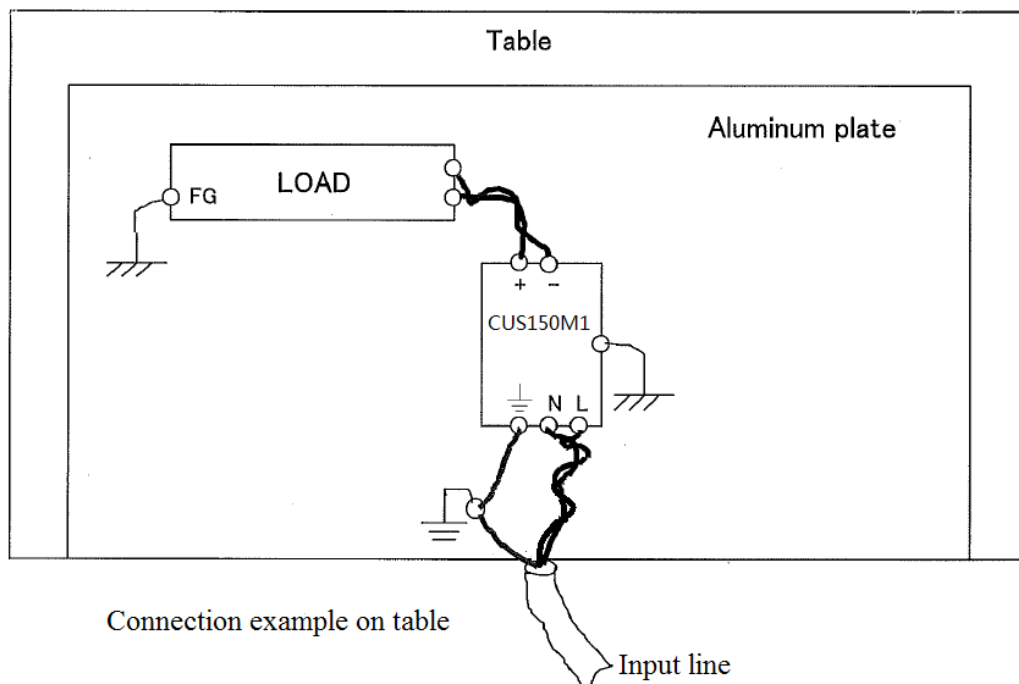 Table
Aluminum plate
LOAD
FG
+ -
CUS150M1
N L
Connection example on table
Input line